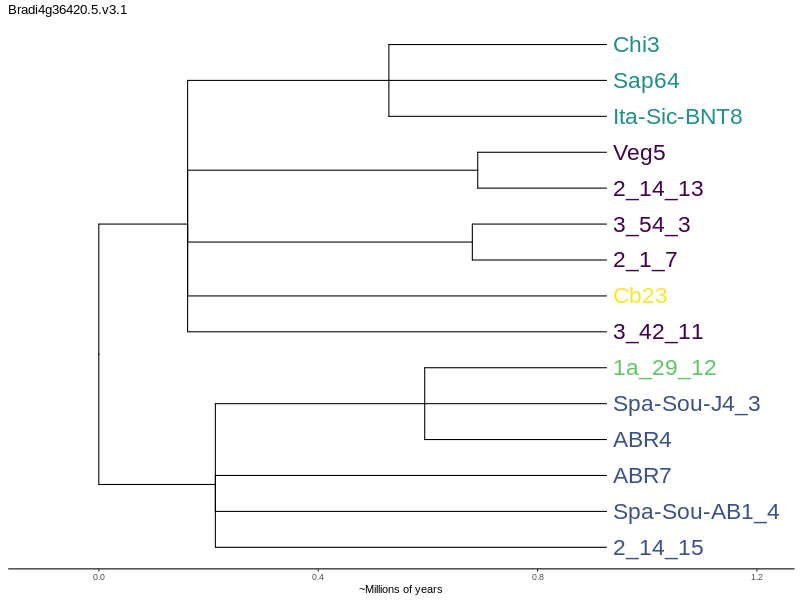 Bradi4g36420.5.v3.1
Chi3
Sap64
Ita-Sic-BNT8
Veg5
2_14_13
3_54_3
2_1_7
Cb23
3_42_11
1a_29_12
Spa-Sou-J4_3
ABR4
ABR7
Spa-Sou-AB1_4
2_14_15
0.0 0.4 0.8 1.2
~Millions of years